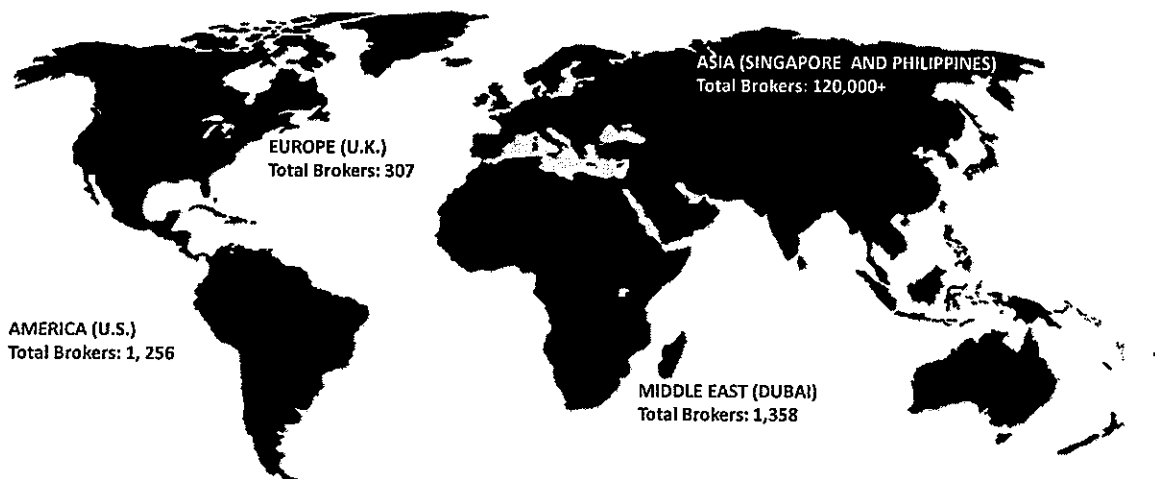 ASIA (SINGAPORE AND PHILIPPINES)
Total Brokers: 120,000+
EUROPE (U.K.)
Total Brokers: 307
AMERICA (U.S.)
Total Brokers: 1, 256
MIDDLE EAST (DUBAI)
Total Brokers: 1,358